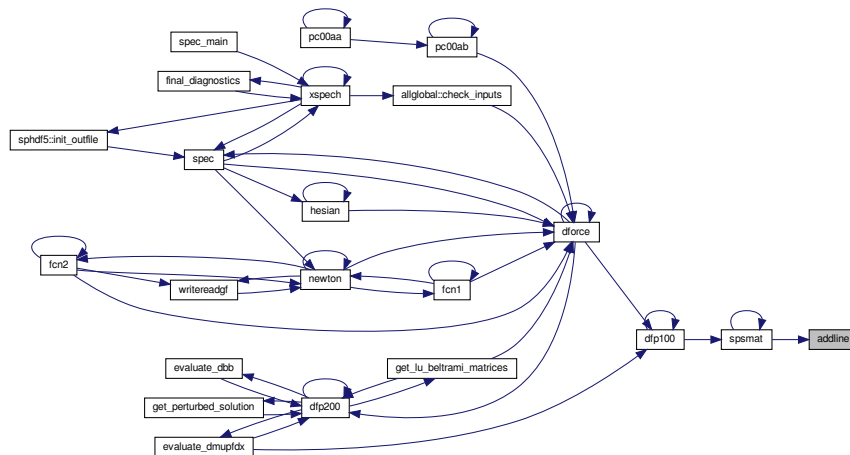 pc00aa
spec_main
pc00ab
final_diagnostics
xspech
allglobal::check_inputs
sphdf5::init_outfile
spec
hesian
dforce
fcn2
newton
writereadgf
fcn1
dfp100
spsmat
addline
evaluate_dbb
get_lu_beltrami_matrices
get_perturbed_solution
dfp200
evaluate_dmupfdx